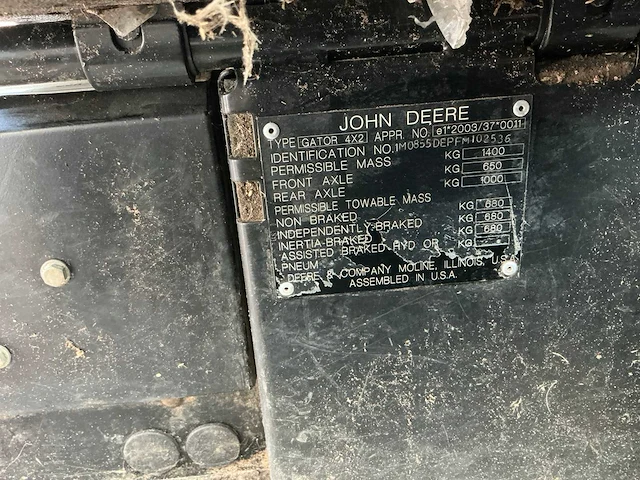 JOHN DEERE
TYPE GATOR 4X2 APPR. NO. e1*2003/37*0011
IDENTIFICATION NO. 1M0855DEPFM102536
PERMISSIBLE MASS KG 1400
FRONT AXLE KG 650
REAR AXLE KG 1000
PERMISSIBLE TOWABLE MASS
NON BRAKED KG 680
INDEPENDENTLY-BRAKED KG 680
INERTIA-BRAKED KG 680
ASSISTED BRAKED HYD OR KG -
PNEUM.
DEERE & COMPANY MOLINE, ILLINOIS, U.S.A.
ASSEMBLED IN U.S.A.